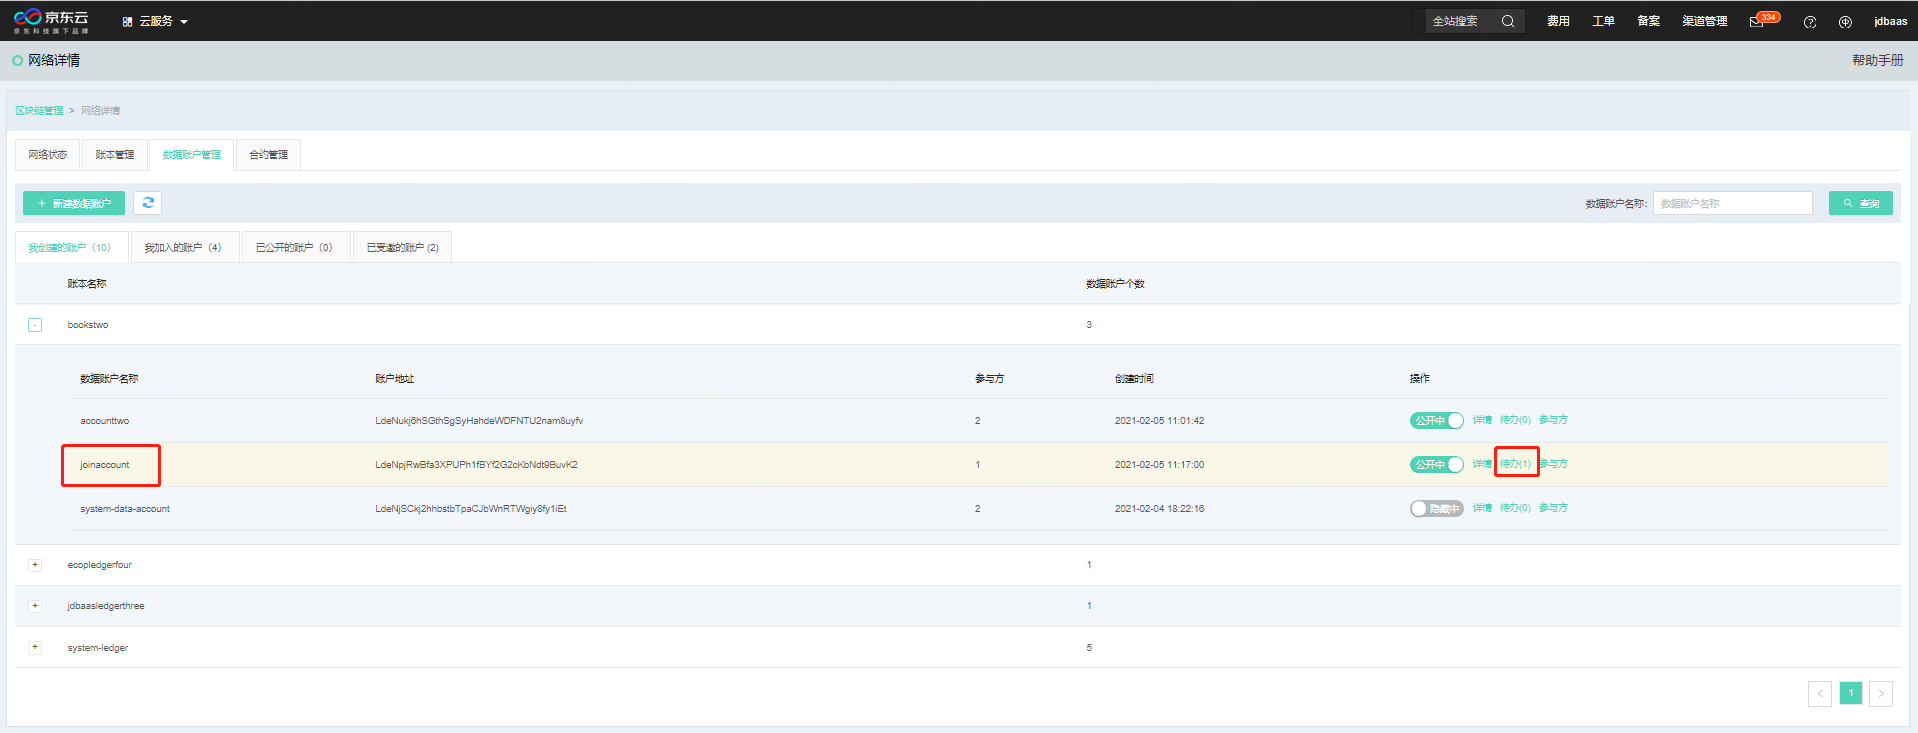 京东云
京东科技旗下品牌
云服务
全站搜索
费用 工单 备案 渠道管理 334 jdbaas
网络详情
帮助手册
区块链管理 > 网络详情
网络状态 账本管理 数据账户管理 合约管理
+ 新建数据账户
数据账户名称: 数据账户名称 查询
我创建的账户（10） 我加入的账户（4） 已公开的账户（0） 已受邀的账户 (2)
账本名称 数据账户个数
- bookstwo 3
数据账户名称 账户地址 参与方 创建时间 操作
accounttwo LdeNukj6hSGthSgSyHahdeWDFNTU2nam8uyfv 2 2021-02-05 11:01:42 公开中 详情 待办(0) 参与方
joinaccount LdeNpjRwBfa3XPUPh1fBYf2G2cKbNdt9BuvK2 1 2021-02-05 11:17:00 公开中 详情 待办(1) 参与方
system-data-account LdeNjSCkj2hhbstbTpaCJbWnRTWgiy8fy1iEt 2 2021-02-04 18:22:16 隐藏中 详情 待办(0) 参与方
+ ecopledgerfour 1
+ jdbaasledgerthree 1
+ system-ledger 5
< 1 >